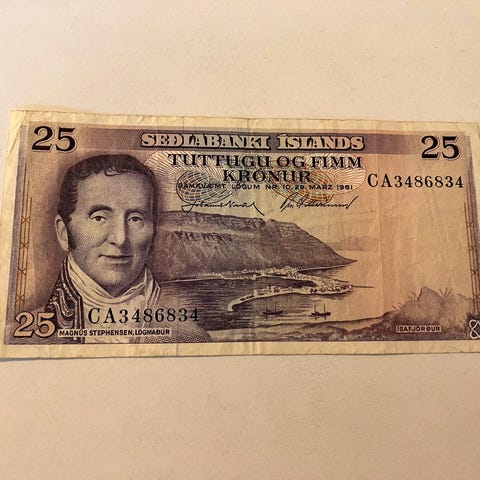 25 SEÐLABANKI ÍSLANDS 25
TUTTUGU OG FIMM
KRÓNUR
SAMKVÆMT LÖGUM NR. 10, 29. MARZ 1961
CA3486834
CA3486834
25
MAGNÚS STEPHENSEN, LÖGMAÐUR
ÍSAFJÖRÐUR